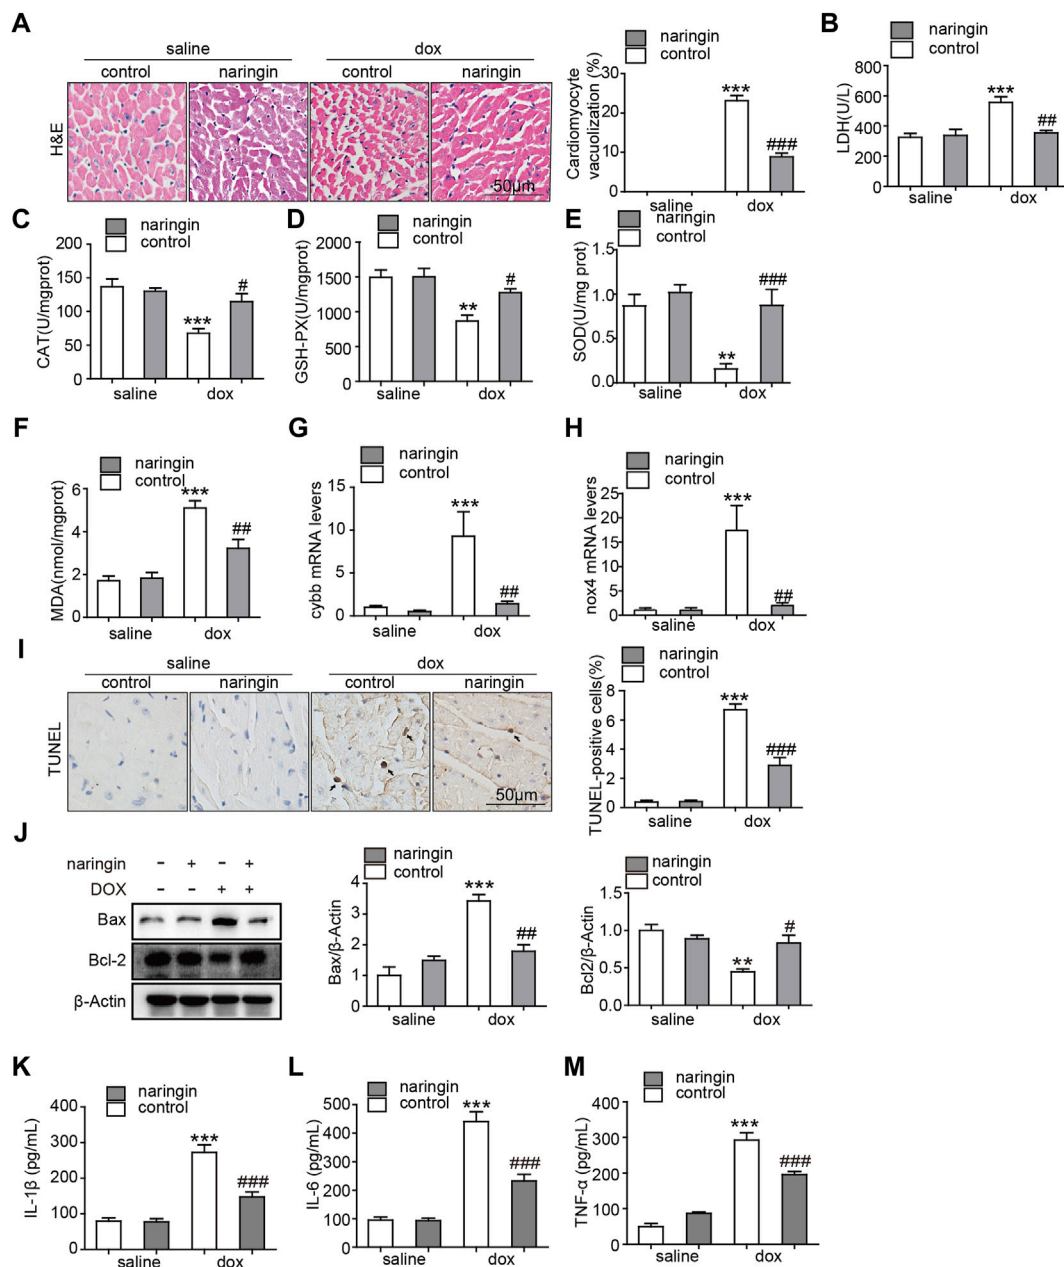 A
saline
dox
control
naringin
control
naringin
H&E
50μm
naringin
control
Cardiomyocyte
vacuolization (%)
30
20
10
0
***
###
saline
dox
B
naringin
control
LDH(U/L)
800
600
400
200
***
##
saline
dox
C
naringin
control
CAT(U/mgprot)
200
150
100
50
0
***
#
saline
dox
D
naringin
control
GSH-PX(U/mgprot)
2000
1500
1000
500
0
**
#
saline
dox
E
naringin
control
SOD(U/mg prot)
1.5
1.0
0.5
0.0
**
###
saline
dox
F
naringin
control
MDA(nmol/mgprot)
6
4
2
0
***
##
saline
dox
G
naringin
control
cybb mRNA levers
15
10
5
0
***
##
saline
dox
H
naringin
control
nox4 mRNA levers
25
20
15
10
5
0
***
##
saline
dox
I
saline
dox
control
naringin
control
naringin
TUNEL
50μm
naringin
control
TUNEL-positive cells(%)
8
6
4
2
0
***
###
saline
dox
J
naringin - + - +
DOX - - + +
Bax
Bcl-2
β-Actin
naringin
control
Bax/β-Actin
4
3
2
1
0
***
##
saline
dox
naringin
control
Bcl2/β-Actin
1.5
1.0
0.5
0.0
**
#
saline
dox
K
naringin
control
IL-1β (pg/mL)
400
300
200
100
0
***
###
saline
dox
L
naringin
control
IL-6 (pg/mL)
500
400
300
200
100
0
***
###
saline
dox
M
naringin
control
TNF-α (pg/mL)
400
300
200
100
0
***
###
saline
dox